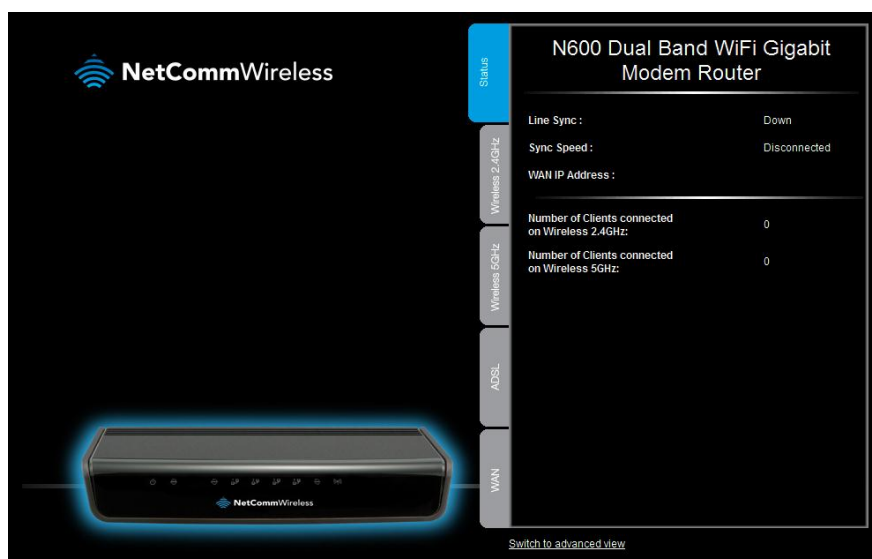 NetCommWireless
Status
Wireless 2.4GHz
Wireless 5GHz
ADSL
WAN
N600 Dual Band WiFi Gigabit
Modem Router
Line Sync : Down
Sync Speed : Disconnected
WAN IP Address :
Number of Clients connected
on Wireless 2.4GHz: 0
Number of Clients connected
on Wireless 5GHz: 0
NetCommWireless
Switch to advanced view